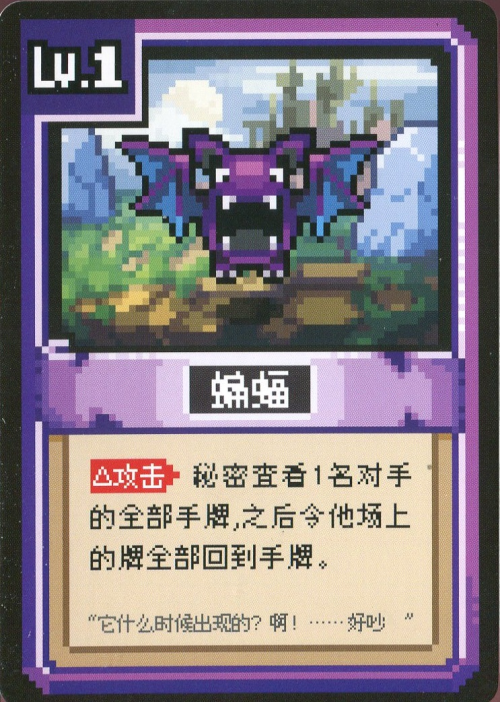 Lv.1
蝙蝠
△攻击 秘密查看1名对手
的全部手牌,之后令他场上
的牌全部回到手牌。
“它什么时候出现的？啊！……好吵 ”